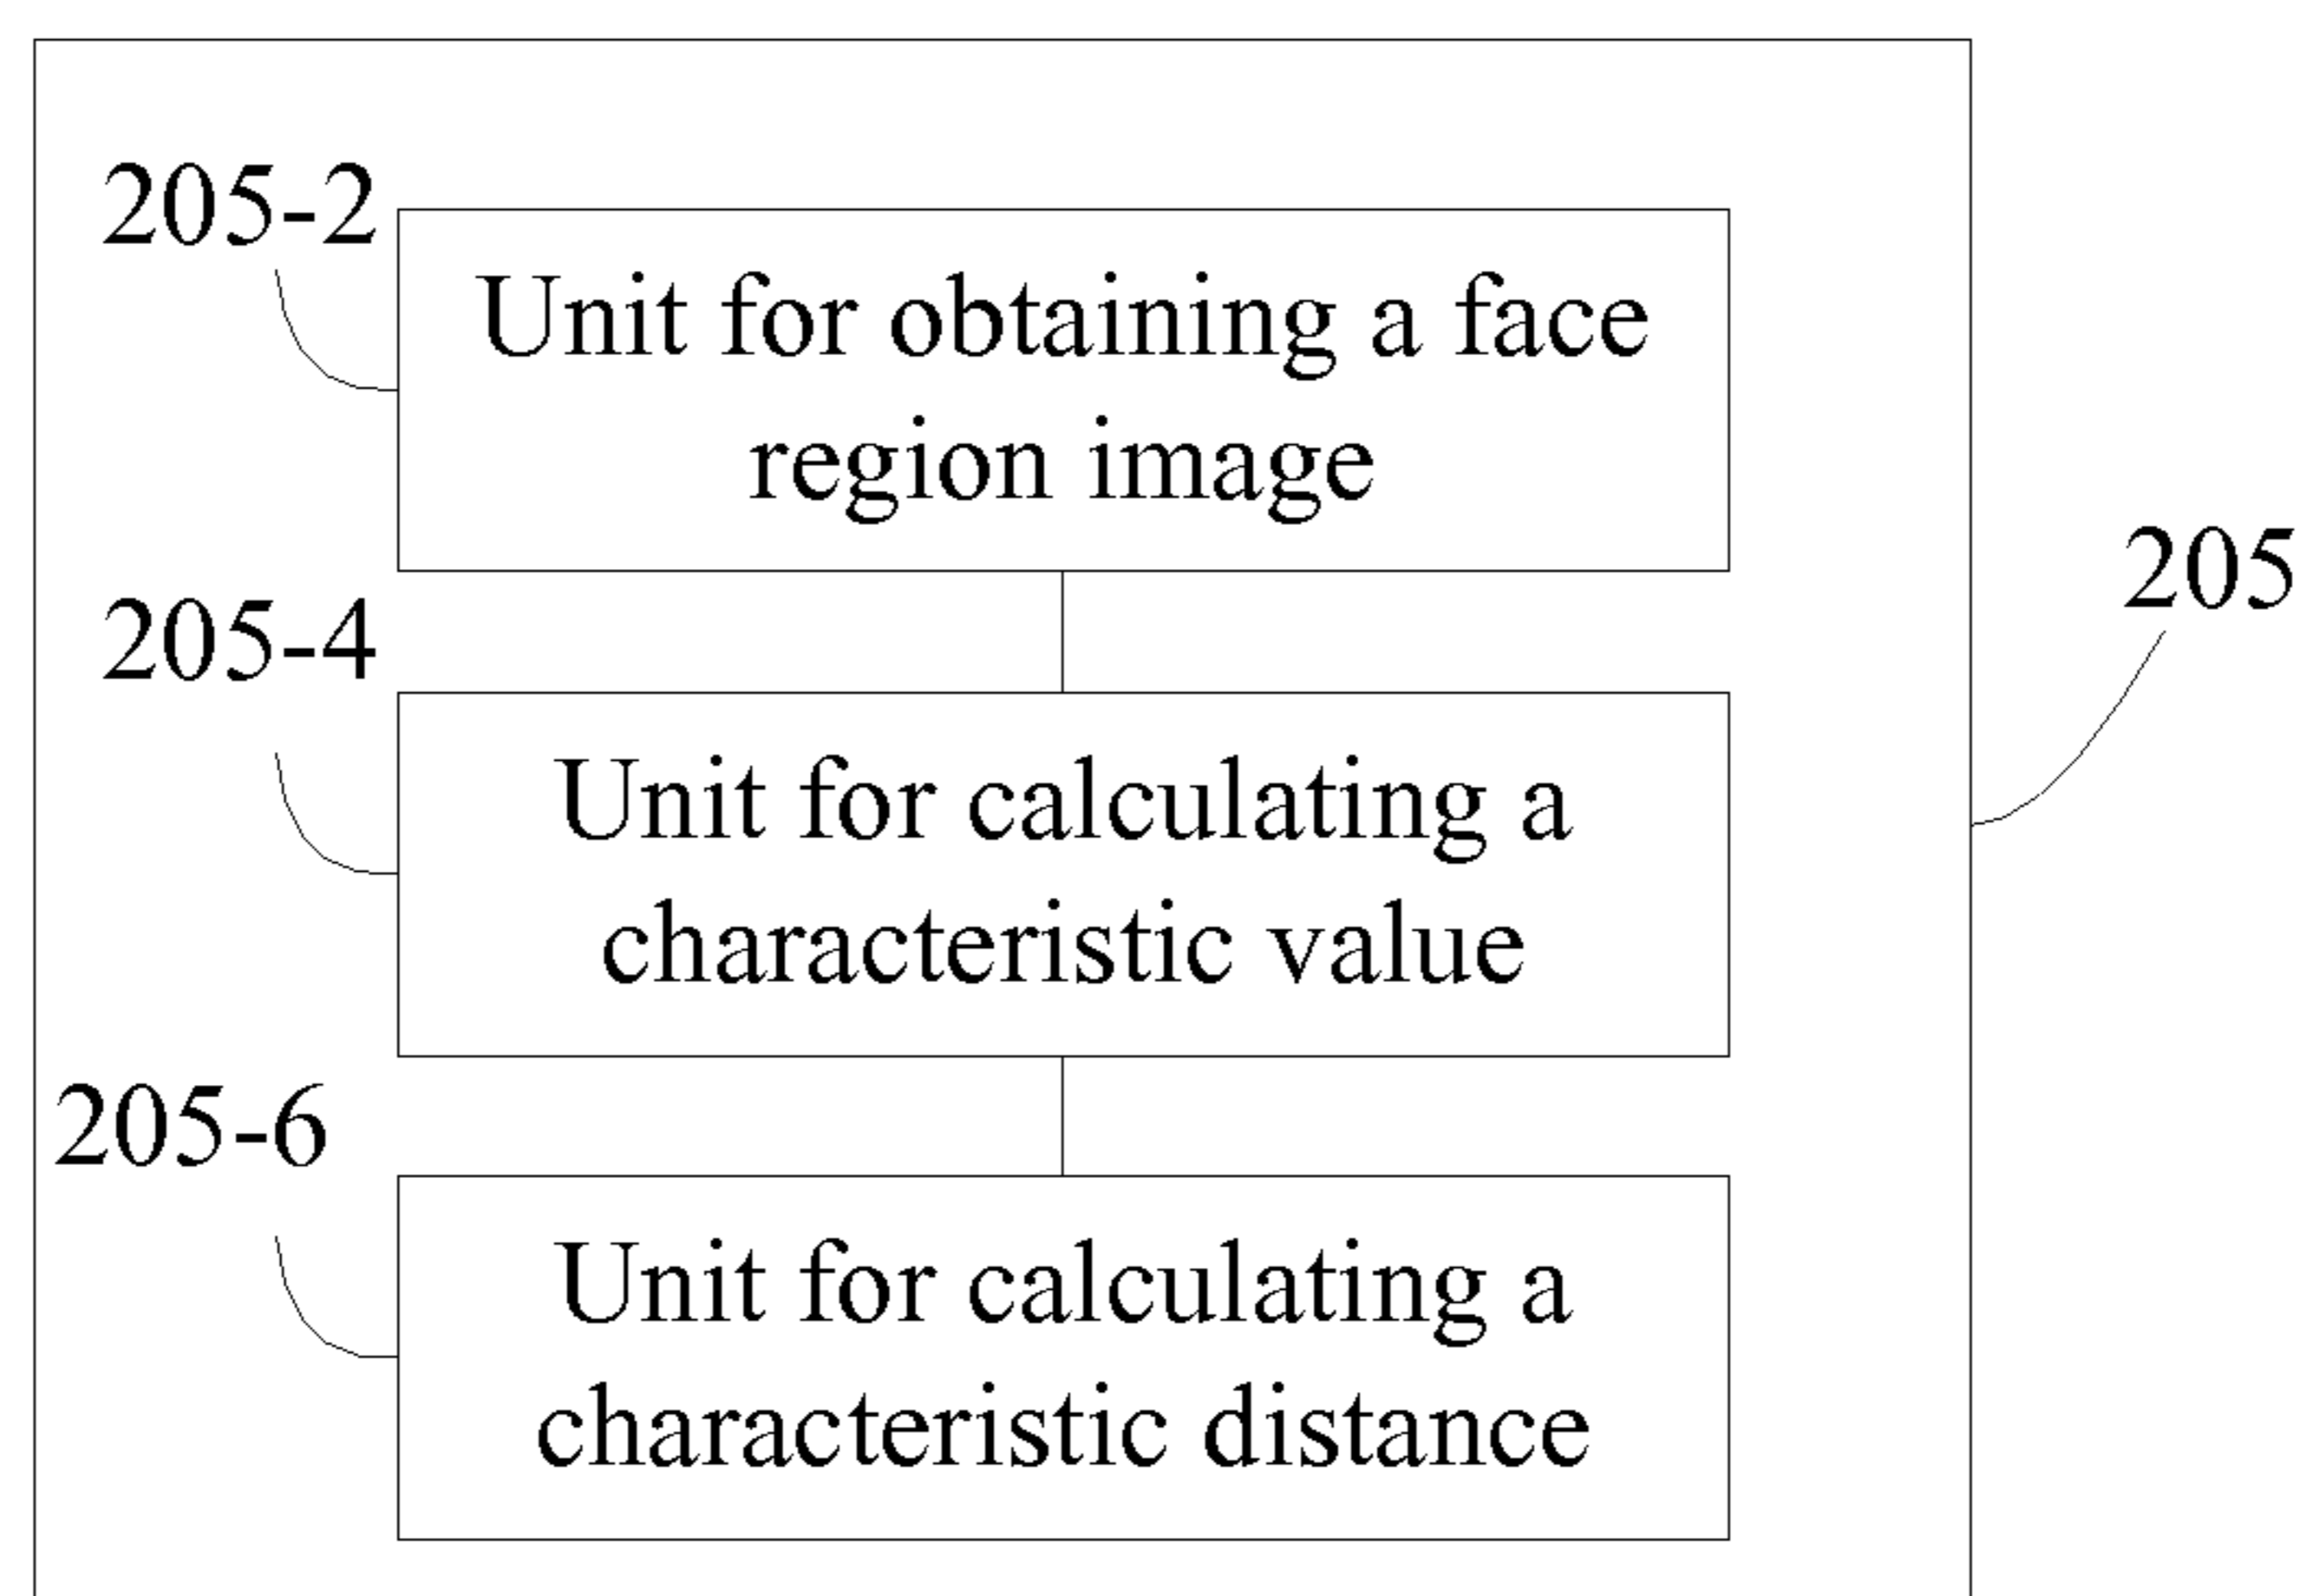 205-2
Unit for obtaining a face
region image
205
205-4
Unit for calculating a
characteristic value
205-6
Unit for calculating a
characteristic distance